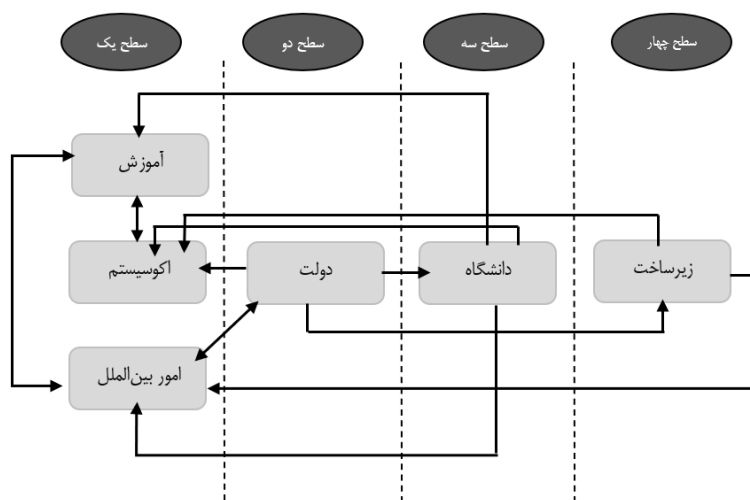 سطح چهار
سطح سه
سطح دو
سطح یک
آموزش
زیرساخت
دانشگاه
دولت
اکوسیستم
امور بین‌الملل